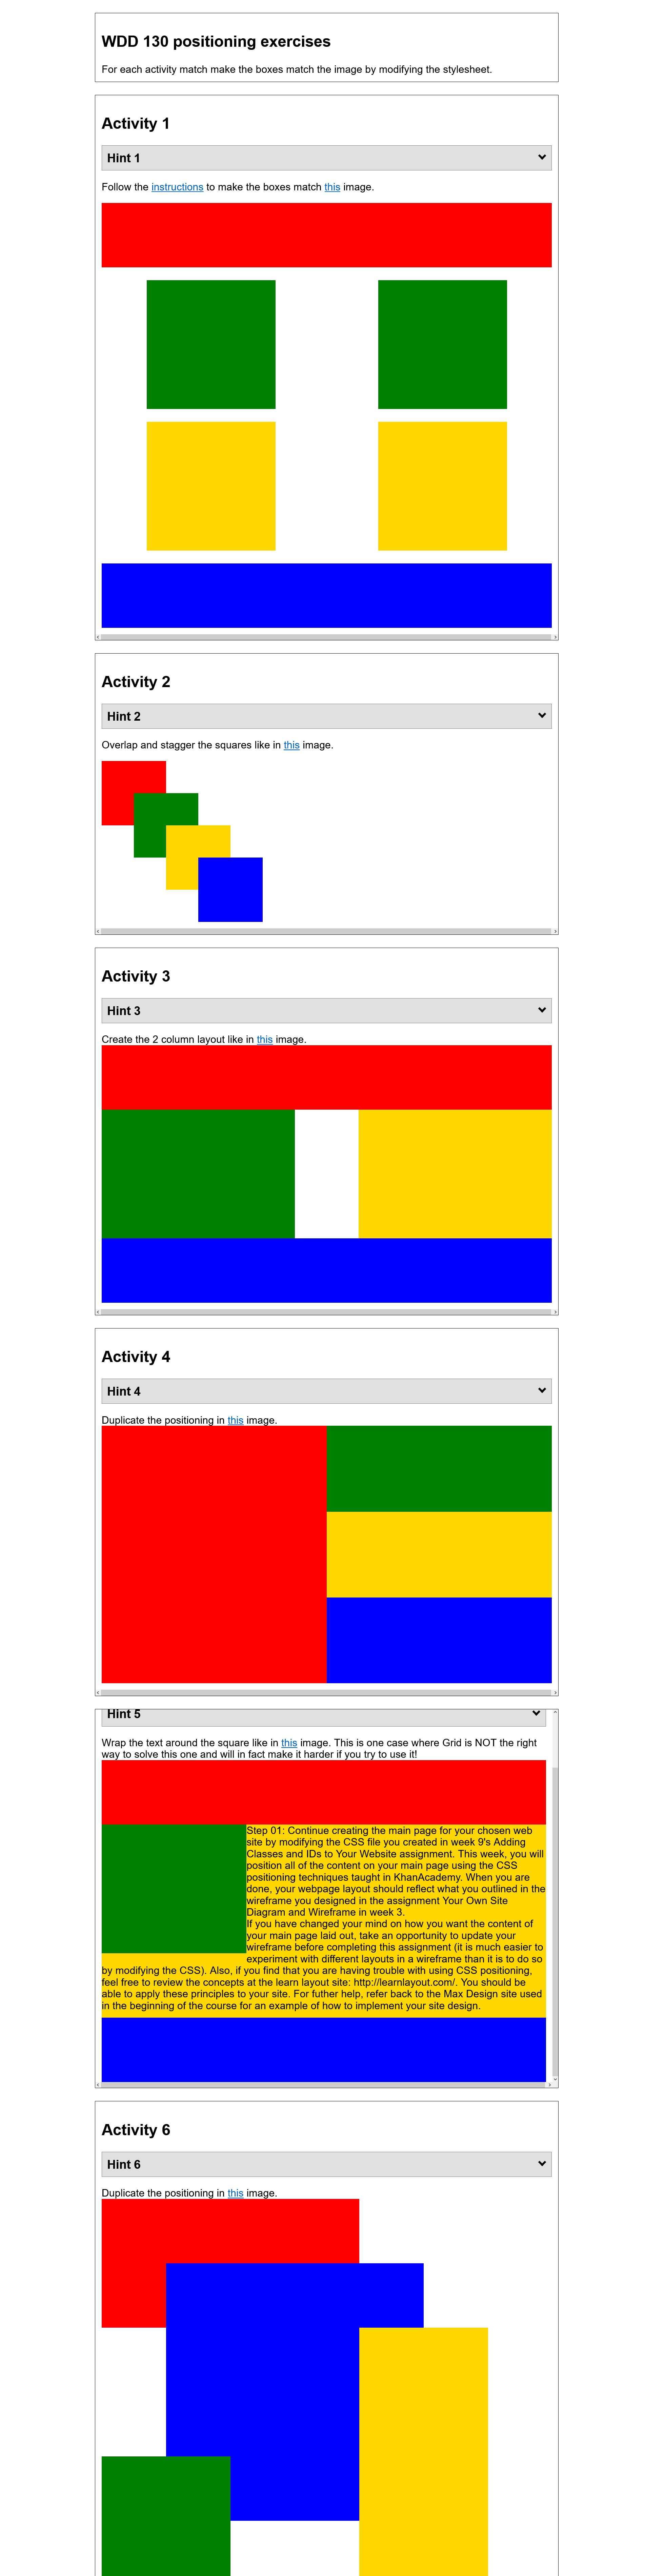 WDD 130 positioning exercises
For each activity match make the boxes match the image by modifying the stylesheet.
Activity 1
Hint 1
Follow the instructions to make the boxes match this image.
Activity 2
Hint 2
Overlap and stagger the squares like in this image.
Activity 3
Hint 3
Create the 2 column layout like in this image.
Activity 4
Hint 4
Duplicate the positioning in this image.
Hint 5
Wrap the text around the square like in this image. This is one case where Grid is NOT the right
way to solve this one and will in fact make it harder if you try to use it!
Step 01: Continue creating the main page for your chosen web
site by modifying the CSS file you created in week 9's Adding
Classes and IDs to Your Website assignment. This week, you will
position all of the content on your main page using the CSS
positioning techniques taught in KhanAcademy. When you are
done, your webpage layout should reflect what you outlined in the
wireframe you designed in the assignment Your Own Site
Diagram and Wireframe in week 3.
If you have changed your mind on how you want the content of
your main page laid out, take an opportunity to update your
wireframe before completing this assignment (it is much easier to
experiment with different layouts in a wireframe than it is to do so
by modifying the CSS). Also, if you find that you are having trouble with using CSS positioning,
feel free to review the concepts at the learn layout site: http://learnlayout.com/. You should be
able to apply these principles to your site. For futher help, refer back to the Max Design site used
in the beginning of the course for an example of how to implement your site design.
Activity 6
Hint 6
Duplicate the positioning in this image.